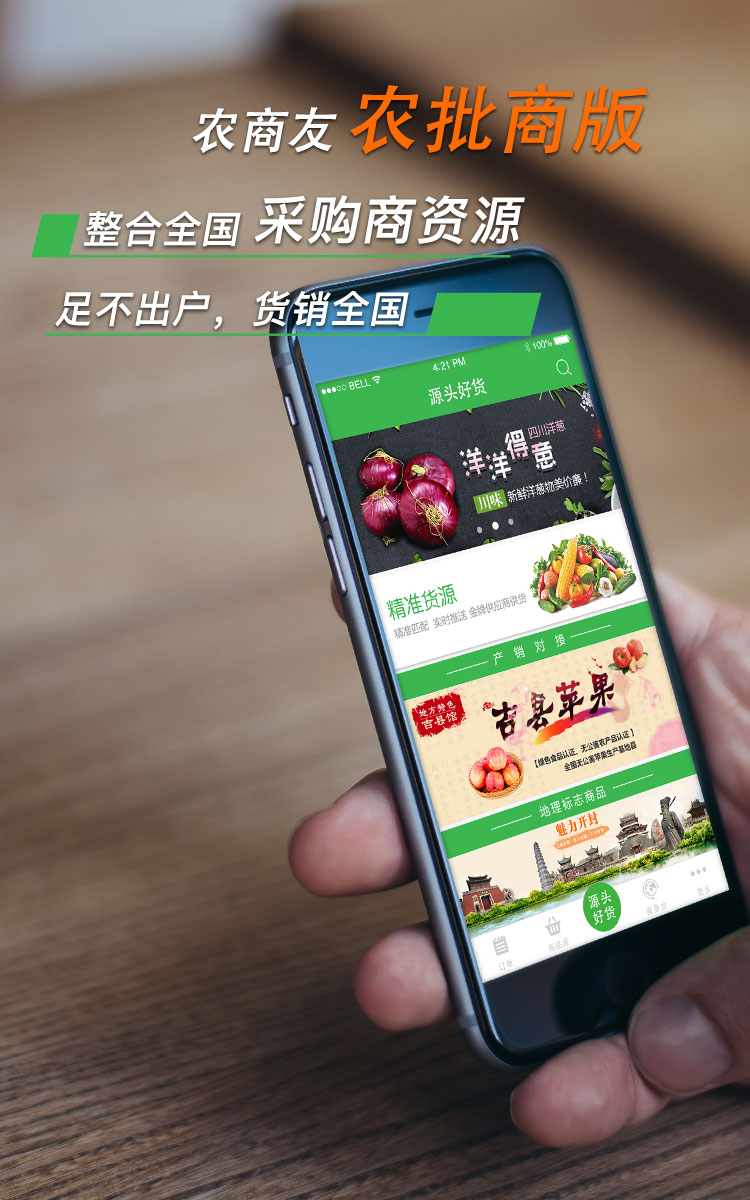 农商友 农批商版
整合全国 采购商资源
足不出户，货销全国
BELL 4:21 PM 100%
源头好货
洋洋得葱
四川洋葱
川味 新鲜洋葱物美价廉！
精准货源
精准匹配 实时推送 金牌供应商供货
产销对接
地方特色
吉县馆
吉县苹果
【绿色食品认证、无公害农产品认证】
全国无公害苹果生产基地县
地理标志商品
魅力开封
订单
商品库
源头
好货
服务台
更多